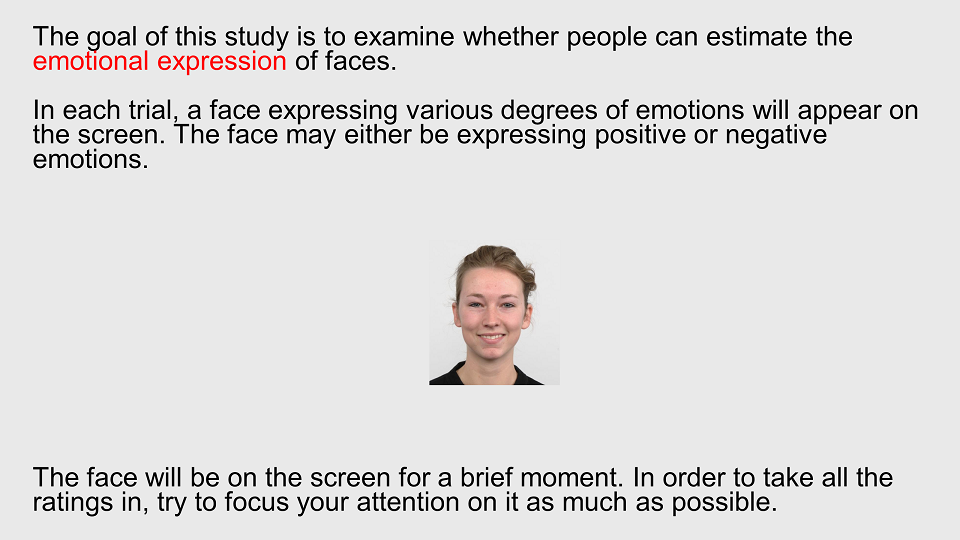 The goal of this study is to examine whether people can estimate the
emotional expression of faces.
In each trial, a face expressing various degrees of emotions will appear on
the screen. The face may either be expressing positive or negative
emotions.
The face will be on the screen for a brief moment. In order to take all the
ratings in, try to focus your attention on it as much as possible.